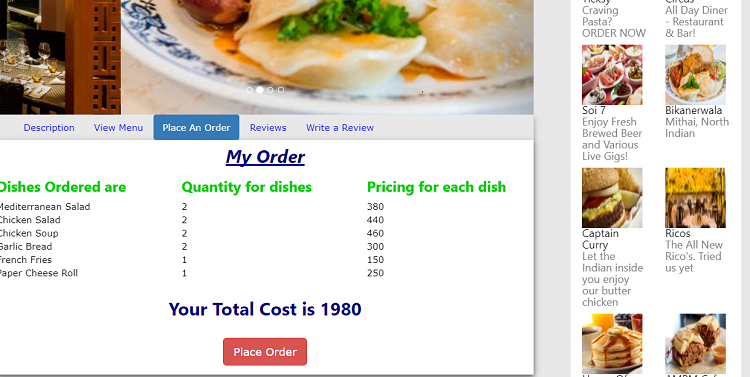 Description View Menu Place An Order Reviews Write a Review
My Order
Dishes Ordered are Quantity for dishes Pricing for each dish
Mediterranean Salad 2 380
Chicken Salad 2 440
Chicken Soup 2 460
Garlic Bread 2 300
French Fries 1 150
Paper Cheese Roll 1 250
Your Total Cost is 1980
Place Order
Craving
Pasta?
ORDER NOW
All Day Diner
- Restaurant
& Bar!
Soi 7
Enjoy Fresh
Brewed Beer
and Various
Live Gigs!
Bikanerwala
Mithai, North
Indian
Captain
Curry
Let the
Indian inside
you enjoy
our butter
chicken
Ricos
The All New
Rico's. Tried
us yet